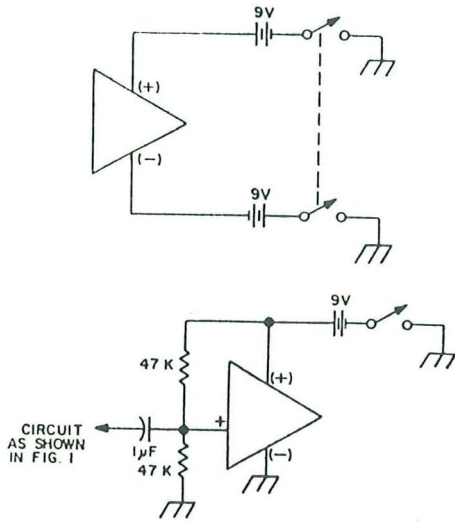 9V
(+)
(−)
9V
9V
47 K
(+)
+
CIRCUIT
AS SHOWN
IN FIG. 1
1µF
(−)
47 K